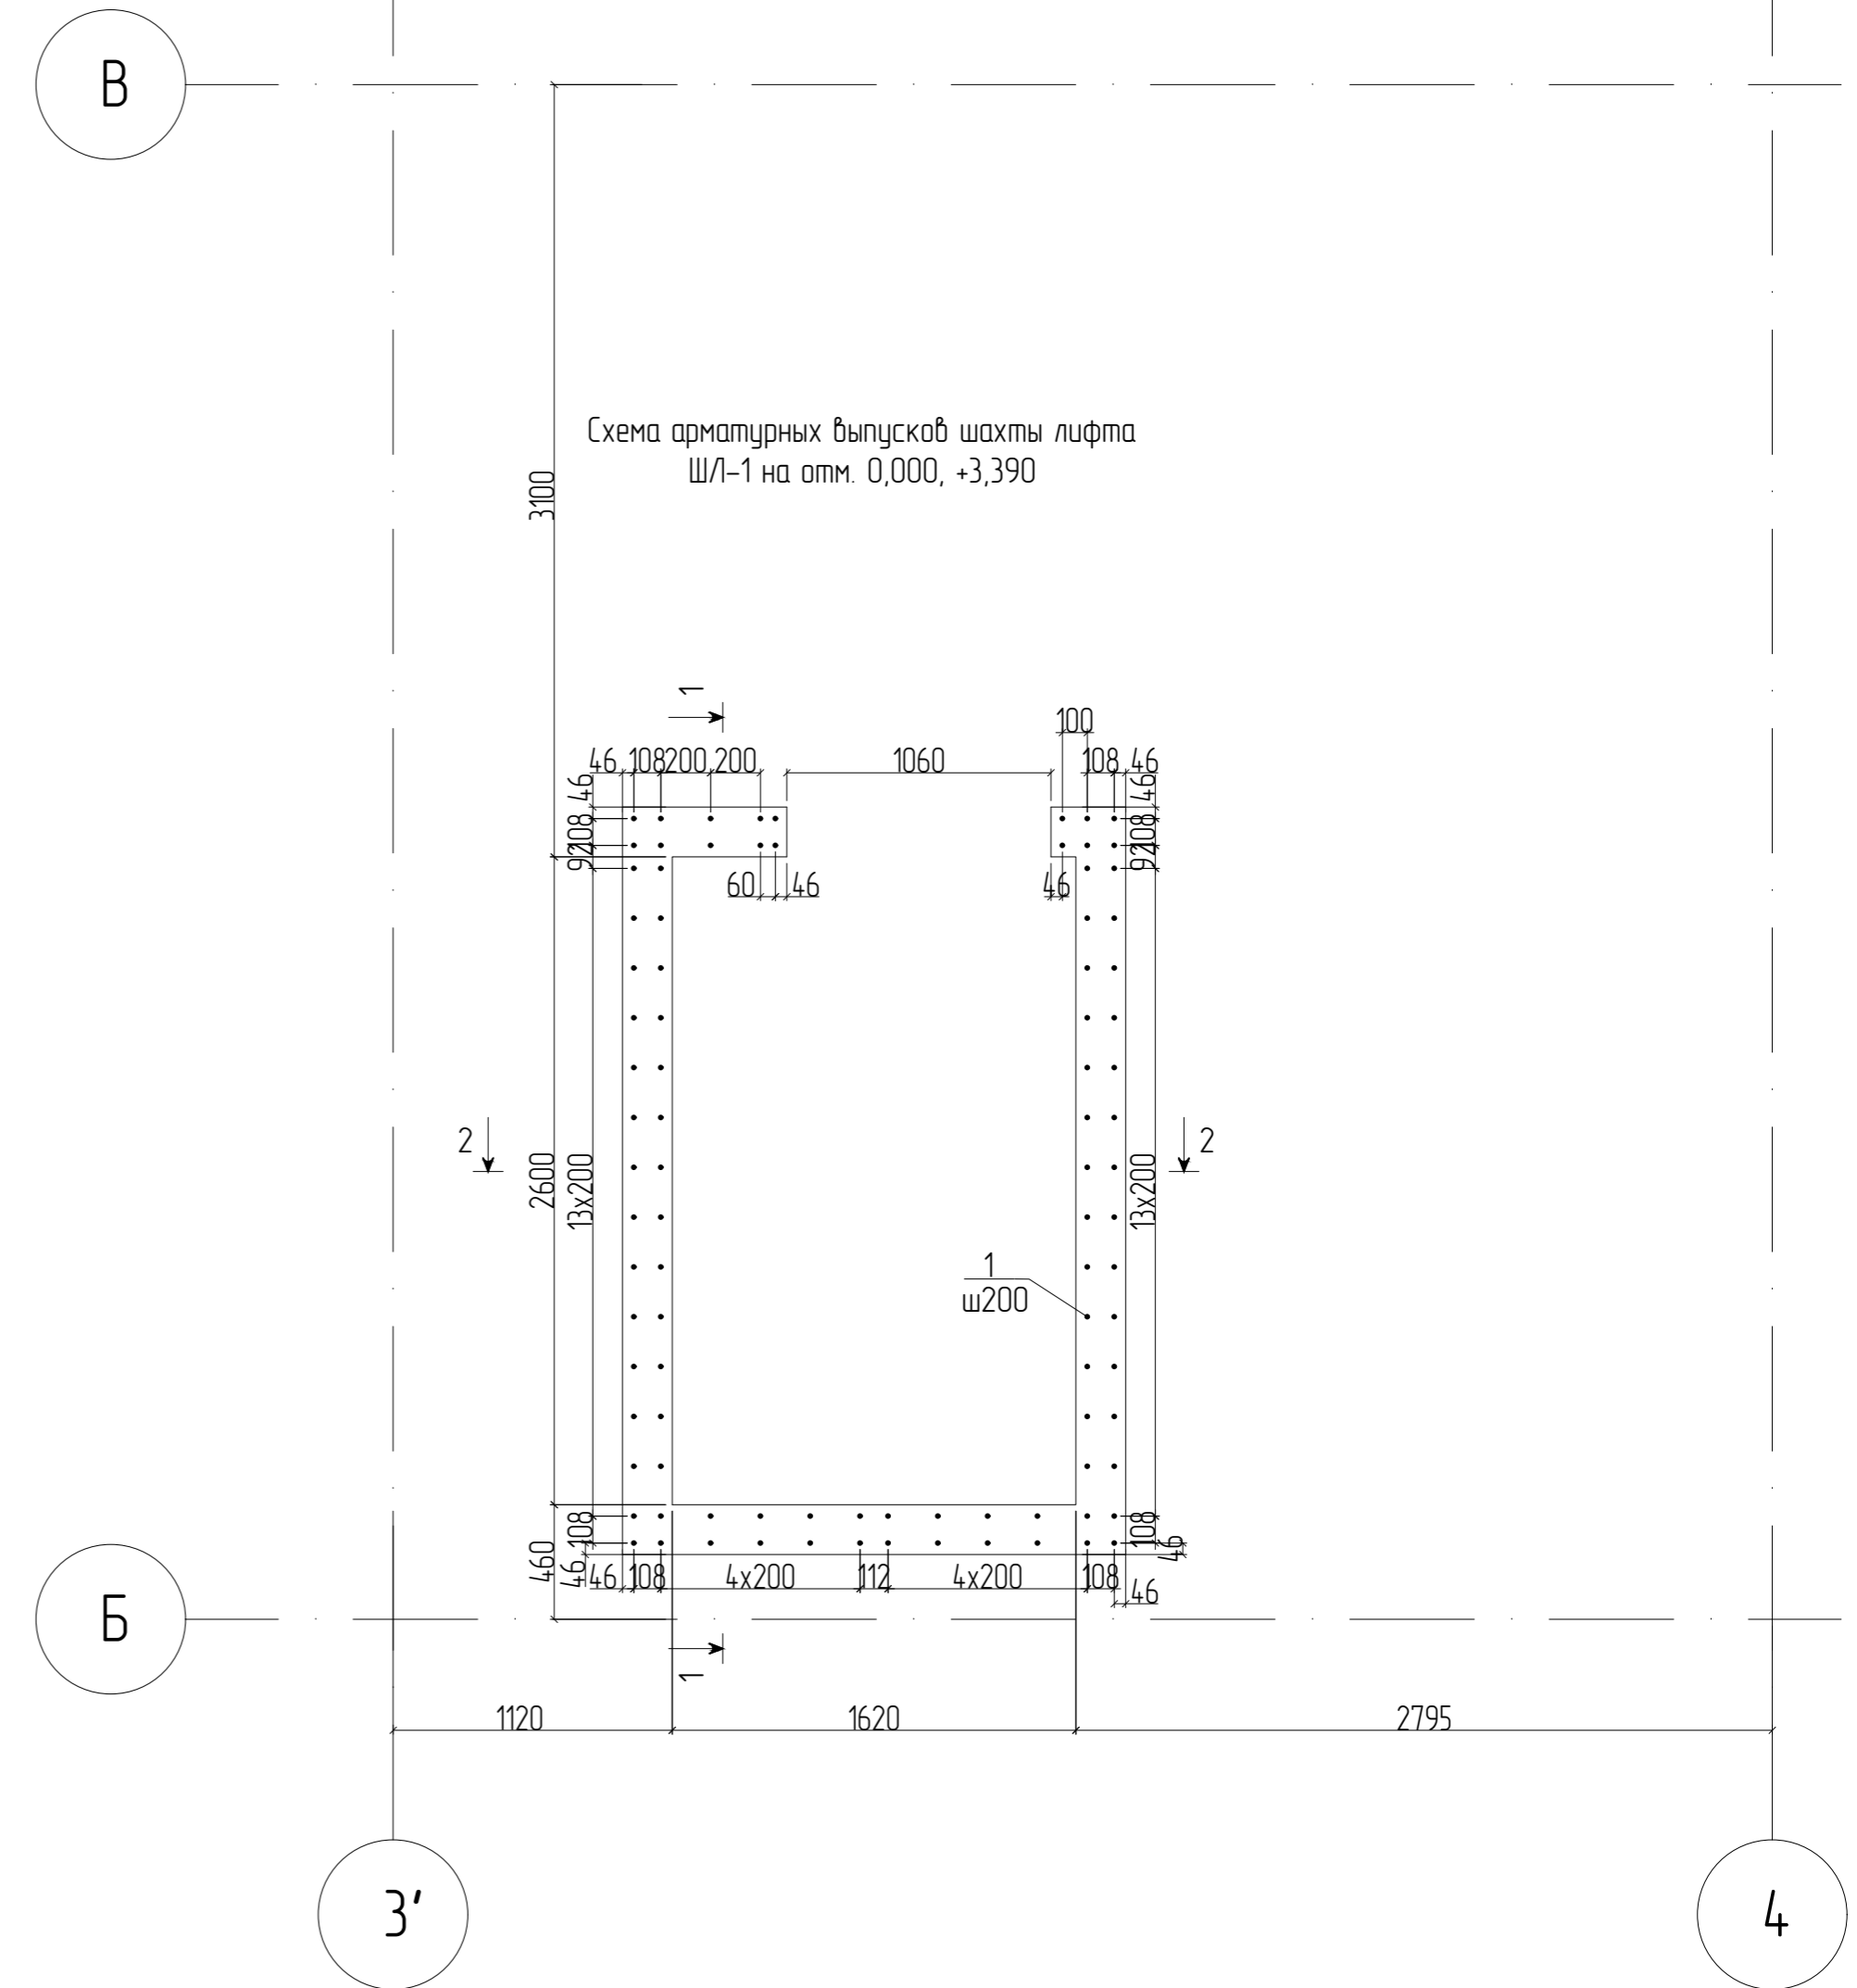 В
Схема арматурных выпусков шахты лифта
ШЛ-1 на отм. 0,000, +3,390
3100
1
100
46 108 200 200 1060 108 46
46 46
108 108
92 92
60 46 46
2 2
2600 13х200 13х200
1
ш200
108 108
460 46 46
46 108 4х200 112 4х200 108
46
Б
1
1120 1620 2795
3' 4